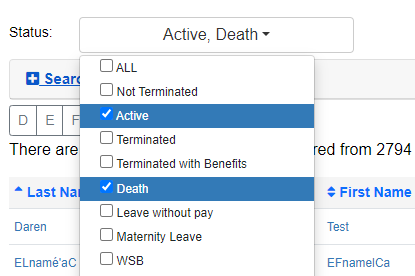 Status: Active, Death
ALL
Searc
Not Terminated
D E F
Active
Terminated
There are red from 2794
Terminated with Benefits
Last Na First Name
Death
Leave without pay
Daren Test
Maternity Leave
WSB
ELnamé'aC EFnamelCa